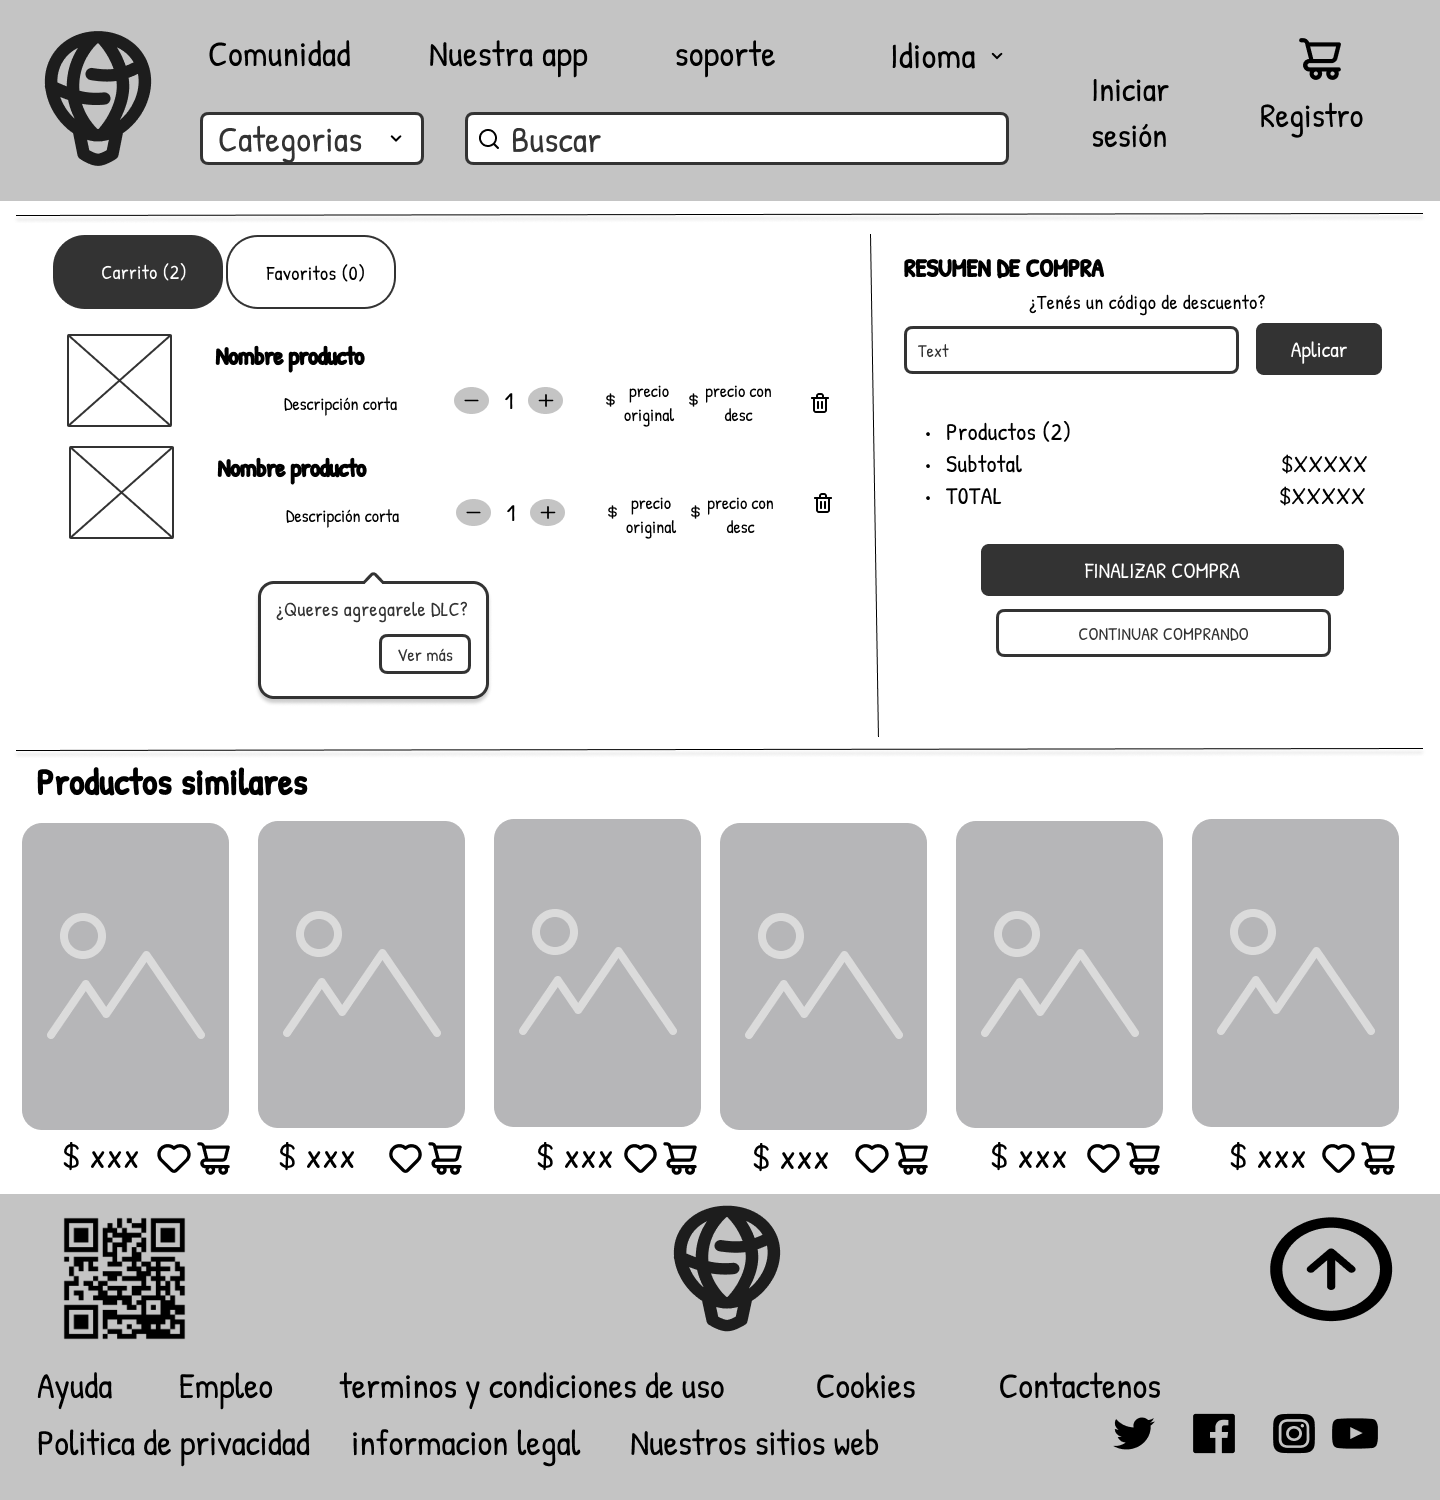 Comunidad Nuestra app soporte Idioma
Iniciar sesión
Registro
Categorias Buscar
Carrito (2) Favoritos (0)
Nombre producto
Descripción corta
1
$ precio original $ precio con desc
Nombre producto
Descripción corta
1
$ precio original $ precio con desc
¿Queres agregarele DLC?
Ver más
RESUMEN DE COMPRA
¿Tenés un código de descuento?
Text Aplicar
• Productos (2)
• Subtotal $XXXXX
• TOTAL $XXXXX
FINALIZAR COMPRA
CONTINUAR COMPRANDO
Productos similares
$ xxx $ xxx $ xxx $ xxx $ xxx $ xxx
Ayuda Empleo terminos y condiciones de uso Cookies Contactenos
Politica de privacidad informacion legal Nuestros sitios web